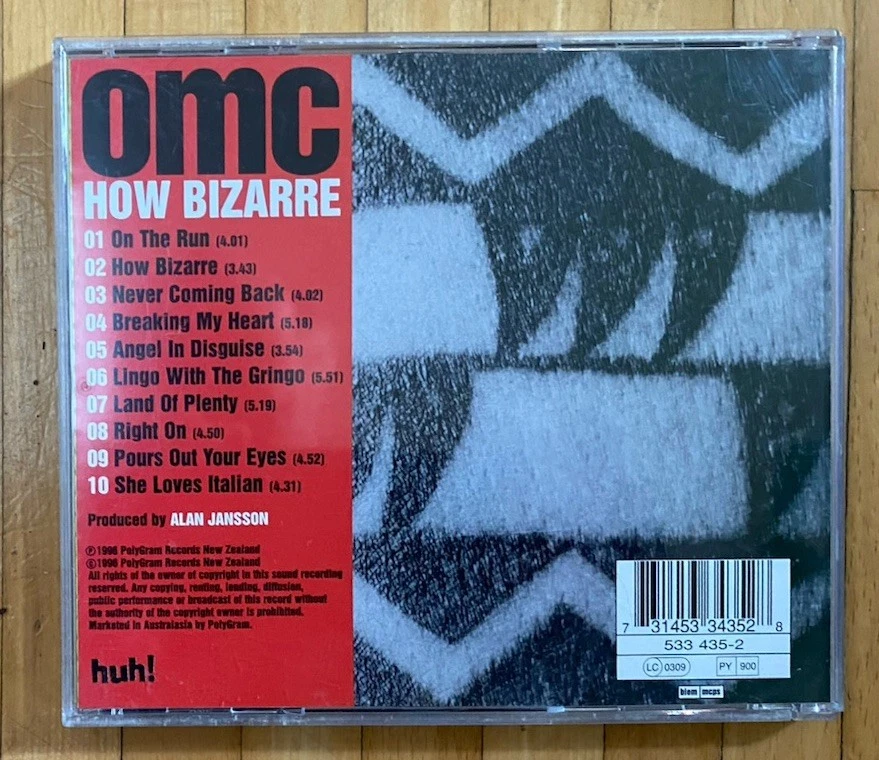 omc
HOW BIZARRE
01 On The Run (4.01)
02 How Bizarre (3.43)
03 Never Coming Back (4.02)
04 Breaking My Heart (5.18)
05 Angel In Disguise (3.54)
06 Lingo With The Gringo (5.51)
07 Land Of Plenty (5.19)
08 Right On (4.50)
09 Pours Out Your Eyes (4.52)
10 She Loves Italian (4.31)
Produced by ALAN JANSSON
℗1996 PolyGram Records New Zealand
©1996 PolyGram Records New Zealand
All rights of the owner of copyright in this sound recording
reserved. Any copying, renting, lending, diffusion,
public performance or broadcast of this record without
the authority of the copyright owner is prohibited.
Marketed in Australasia by PolyGram.
huh!
7 31453 34352 8
533 435-2
LC 0309 PY 900
biem mcps